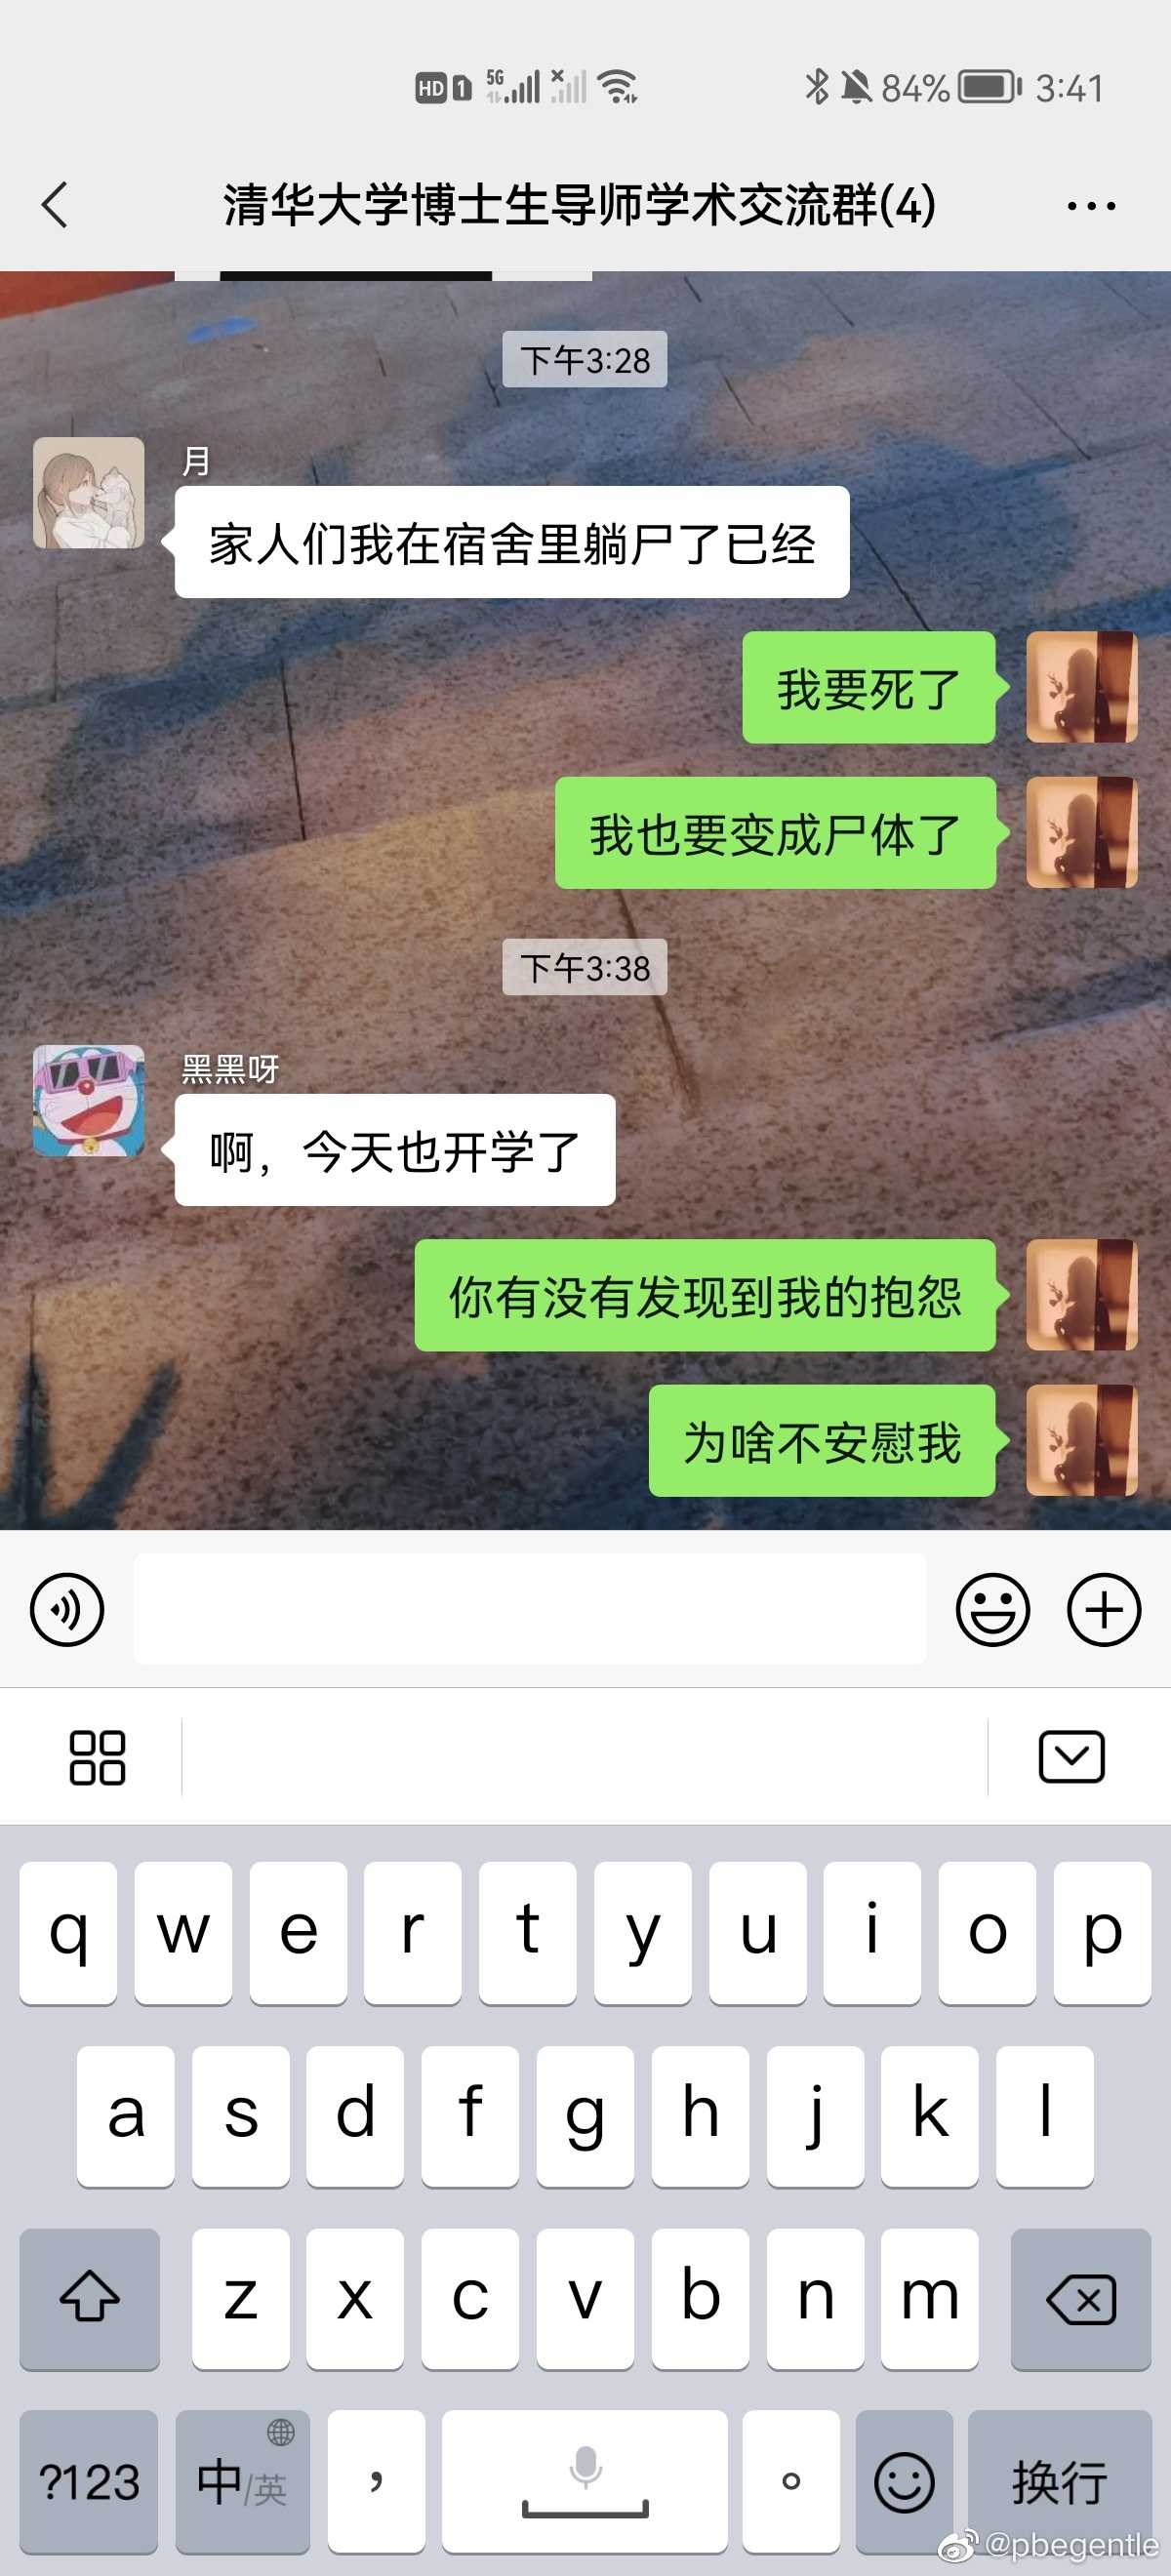 HD 1 5G 84% 3:41
清华大学博士生导师学术交流群(4)
下午3:28
月
家人们我在宿舍里躺尸了已经
我要死了
我也要变成尸体了
下午3:38
黑黑呀
啊，今天也开学了
你有没有发现到我的抱怨
为啥不安慰我
q w e r t y u i o p
a s d f g h j k l
z x c v b n m
?123 中/英 ， 。 换行
@pbegentle